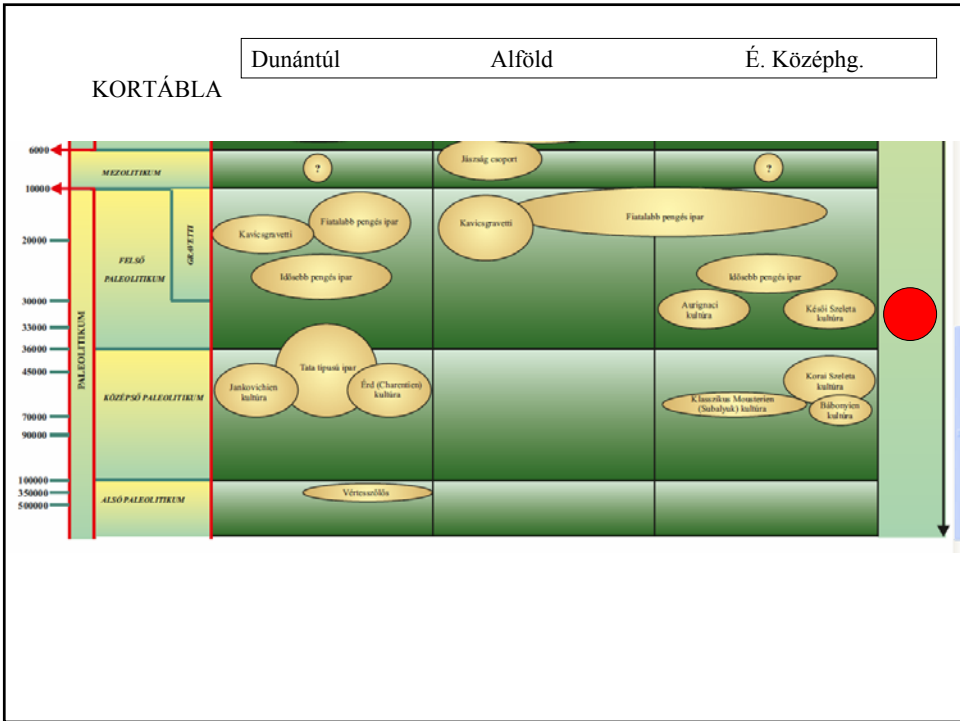 Dunántúl Alföld É. Középhg.
KORTÁBLA
6000
MEZOLITIKUM
?
Jászság csoport
?
10000
PALEOLITIKUM
FELSŐ
PALEOLITIKUM
GRAVETTI
Kavicsgravetti
Fiatalabb pengés ipar
Kavicsgravetti
Fiatalabb pengés ipar
20000
Idősebb pengés ipar
Idősebb pengés ipar
30000
Aurignaci
kultúra
Késői Szeleta
kultúra
33000
36000
45000
KÖZÉPSŐ PALEOLITIKUM
Jankovichien
kultúra
Tata típusú ipar
Érd (Charentien)
kultúra
Korai Szeleta
kultúra
Klasszikus Mousterien
(Subalyuk) kultúra
Bábonyien
kultúra
70000
90000
100000
350000
500000
ALSÓ PALEOLITIKUM
Vértesszőlős